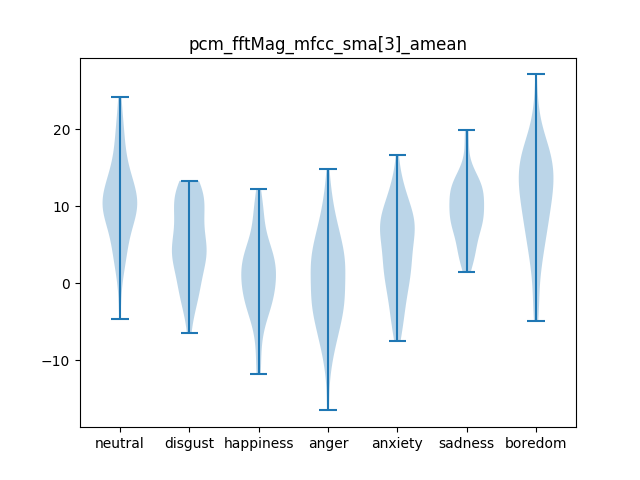 pcm_fftMag_mfcc_sma[3]_amean
20
10
0
−10
neutral disgust happiness anger anxiety sadness boredom